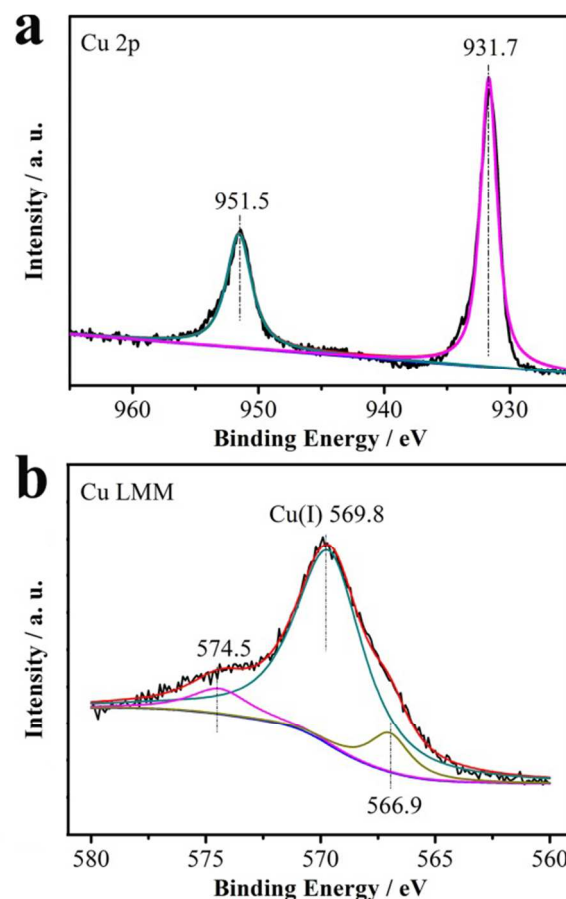 a
Cu 2p
931.7
951.5
Intensity / a. u.
960 950 940 930
Binding Energy / eV
b
Cu LMM
Cu(I) 569.8
574.5
566.9
Intensity / a. u.
580 575 570 565 560
Binding Energy / eV